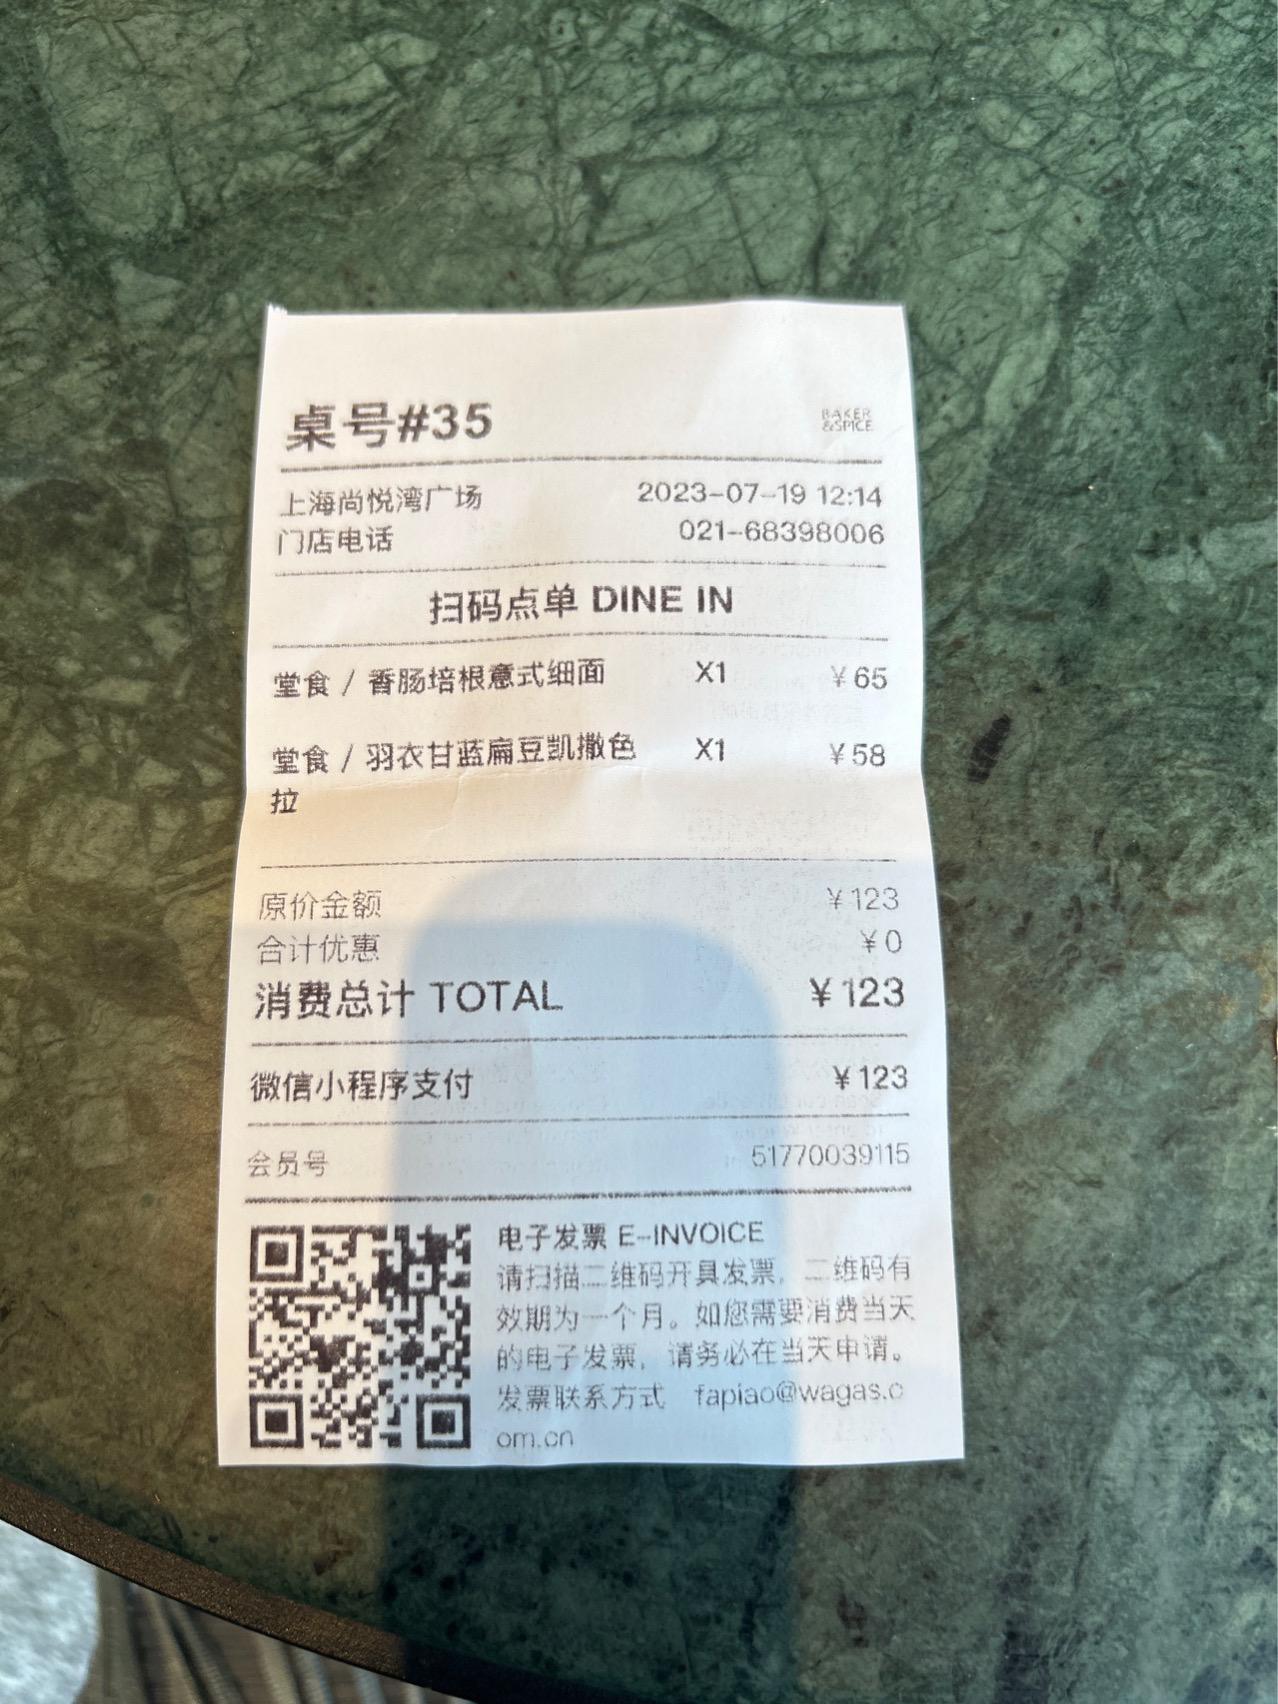 桌号#35
BAKER
&SPICE
上海尚悦湾广场 2023-07-19 12:14
门店电话 021-68398006
扫码点单 DINE IN
堂食 / 香肠培根意式细面 X1 ¥65
堂食 / 羽衣甘蓝扁豆凯撒色 X1 ¥58
拉
原价金额 ¥123
合计优惠 ¥0
消费总计 TOTAL ¥123
微信小程序支付 ¥123
会员号 51770039115
电子发票 E-INVOICE
请扫描二维码开具发票，二维码有
效期为一个月。如您需要消费当天
的电子发票，请务必在当天申请。
发票联系方式 fapiao@wagas.c
om.cn